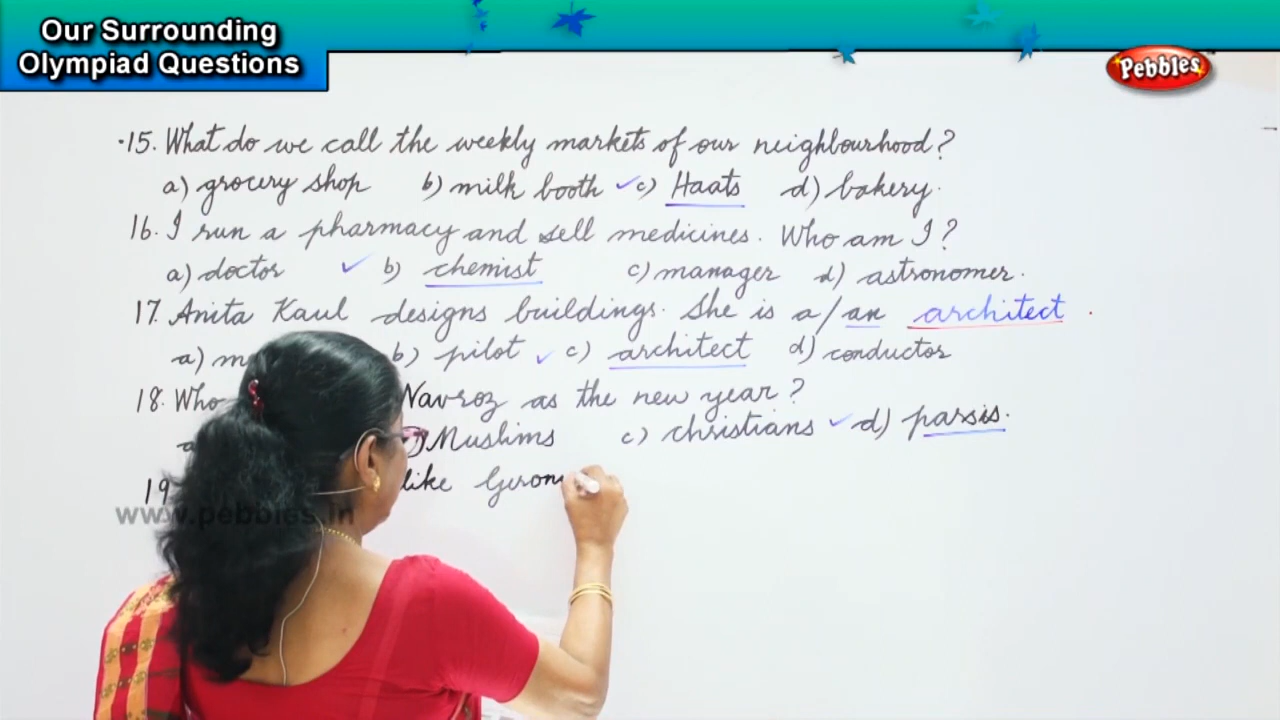 Our Surrounding
Olympiad Questions
Pebbles
15. What do we call the weekly markets of our neighbourhood?
a) grocery shop b) milk booth c) Haats d) bakery.
16. I run a pharmacy and sell medicines. Who am I?
a) doctor b) chemist c) manager d) astronomer.
17. Anita Kaul designs buildings. She is a/an architect.
a) b) pilot c) architect d) conductor
18. Who Navroz as the new year?
) Muslims c) christians d) parsis.
19 like
www.pebbles.in